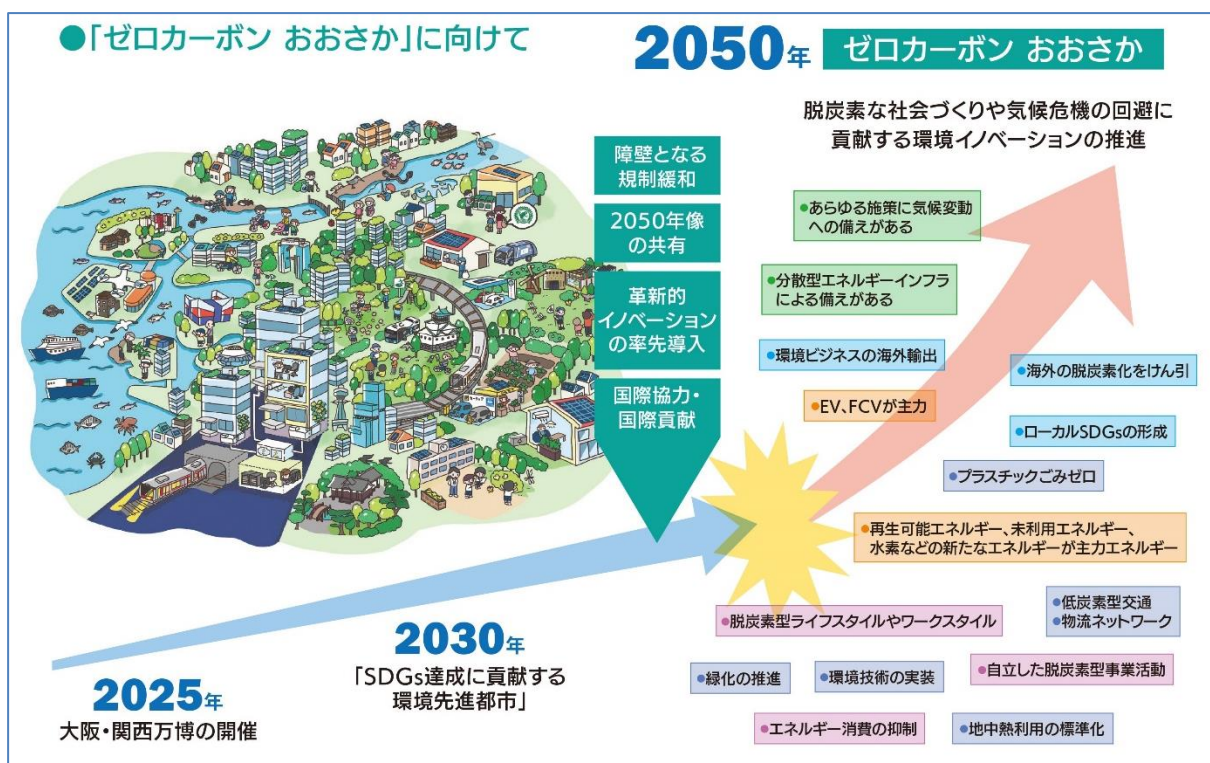 ●「ゼロカーボン おおさか」に向けて
2050年 ゼロカーボン おおさか
脱炭素な社会づくりや気候危機の回避に
貢献する環境イノベーションの推進
障壁となる
規制緩和
2050年像
の共有
革新的
イノベーション
の率先導入
国際協力・
国際貢献
●あらゆる施策に気候変動
への備えがある
●分散型エネルギーインフラ
による備えがある
●環境ビジネスの海外輸出
●海外の脱炭素化をけん引
●EV、FCVが主力
●ローカルSDGsの形成
●プラスチックごみゼロ
●再生可能エネルギー、未利用エネルギー、
水素などの新たなエネルギーが主力エネルギー
●低炭素型交通
●物流ネットワーク
●脱炭素型ライフスタイルやワークスタイル
●緑化の推進
●環境技術の実装
●自立した脱炭素型事業活動
●エネルギー消費の抑制
●地中熱利用の標準化
2030年
「SDGs達成に貢献する
環境先進都市」
2025年
大阪・関西万博の開催